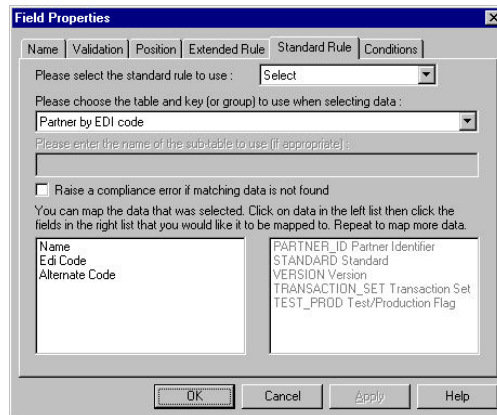 Field Properties
Name
Validation
Position
Extended Rule
Standard Rule
Conditions
Please select the standard rule to use :
Select
Please choose the table and key (or group) to use when selecting data :
Partner by EDI code
Please enter the name of the sub-table to use (if appropriate) :
Raise a compliance error if matching data is not found
You can map the data that was selected. Click on data in the left list then click the
fields in the right list that you would like it to be mapped to. Repeat to map more data.
Name
Edi Code
Alternate Code
PARTNER_ID Partner Identifier
STANDARD Standard
VERSION Version
TRANSACTION_SET Transaction Set
TEST_PROD Test/Production Flag
OK
Cancel
Apply
Help